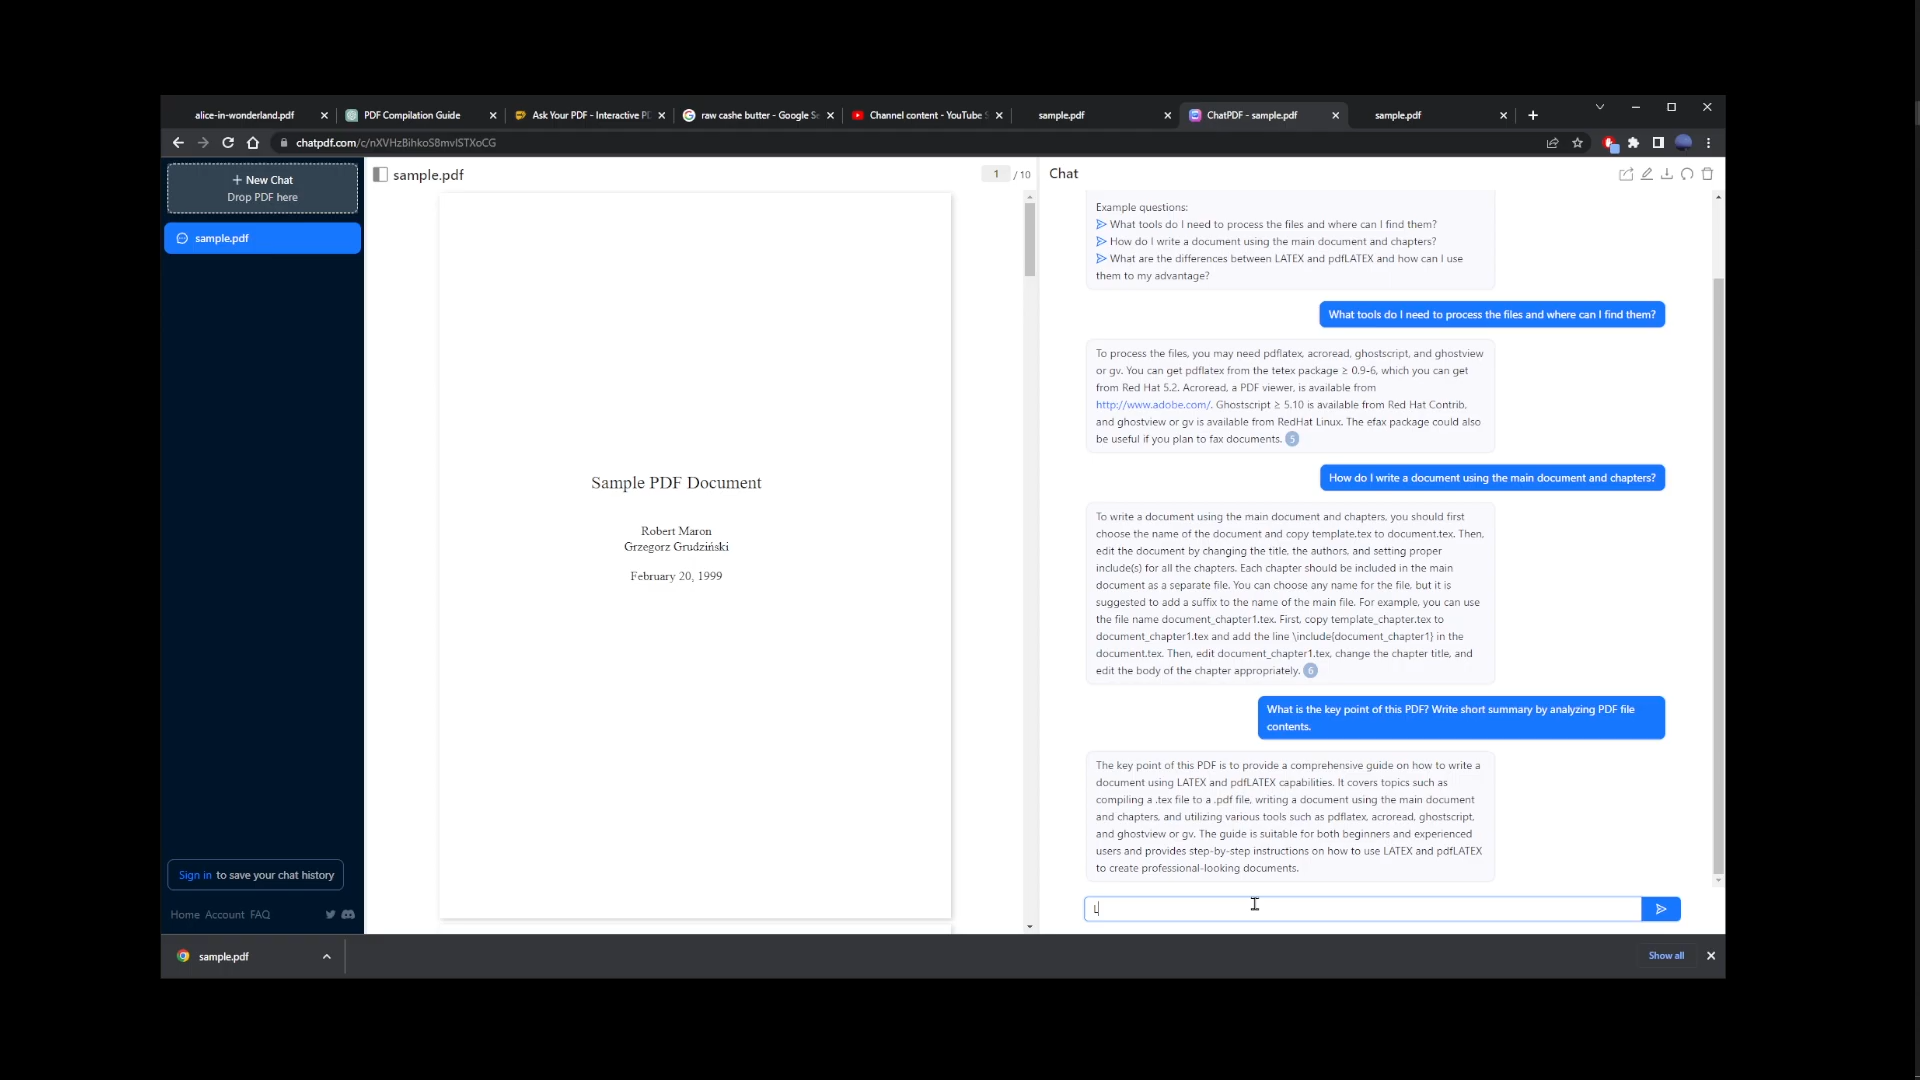 alice-in-wonderland.pdf
PDF Compilation Guide
Ask Your PDF - Interactive PD
raw cashe butter - Google Se
Channel content - YouTube S
sample.pdf
ChatPDF - sample.pdf
sample.pdf
chatpdf.com/c/nXVHzBihkoS8mvISTXoCG
+ New Chat
Drop PDF here
sample.pdf
Sign in to save your chat history
Home Account FAQ
sample.pdf
1 / 10
Sample PDF Document
Robert Maron
Grzegorz Grudziński
February 20, 1999
Chat
Example questions:
What tools do I need to process the files and where can I find them?
How do I write a document using the main document and chapters?
What are the differences between LATEX and pdfLATEX and how can I use
them to my advantage?
What tools do I need to process the files and where can I find them?
To process the files, you may need pdflatex, acroread, ghostscript, and ghostview
or gv. You can get pdflatex from the tetex package ≥ 0.9-6, which you can get
from Red Hat 5.2. Acroread, a PDF viewer, is available from
http://www.adobe.com/. Ghostscript ≥ 5.10 is available from Red Hat Contrib,
and ghostview or gv is available from RedHat Linux. The efax package could also
be useful if you plan to fax documents. 5
How do I write a document using the main document and chapters?
To write a document using the main document and chapters, you should first
choose the name of the document and copy template.tex to document.tex. Then,
edit the document by changing the title, the authors, and setting proper
include(s) for all the chapters. Each chapter should be included in the main
document as a separate file. You can choose any name for the file, but it is
suggested to add a suffix to the name of the main file. For example, you can use
the file name document_chapter1.tex. First, copy template_chapter.tex to
document_chapter1.tex and add the line \include{document_chapter1} in the
document.tex. Then, edit document_chapter1.tex, change the chapter title, and
edit the body of the chapter appropriately. 6
What is the key point of this PDF? Write short summary by analyzing PDF file
contents.
The key point of this PDF is to provide a comprehensive guide on how to write a
document using LATEX and pdfLATEX capabilities. It covers topics such as
compiling a .tex file to a .pdf file, writing a document using the main document
and chapters, and utilizing various tools such as pdflatex, acroread, ghostscript,
and ghostview or gv. The guide is suitable for both beginners and experienced
users and provides step-by-step instructions on how to use LATEX and pdfLATEX
to create professional-looking documents.
L
sample.pdf
Show all